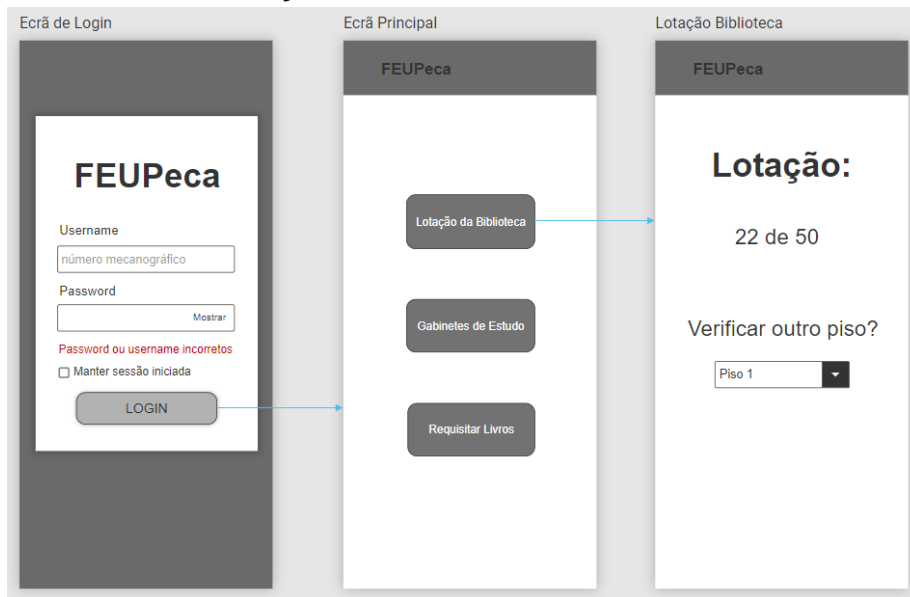 Ecrã de Login
FEUPeca
Username
número mecanográfico
Password
Mostrar
Password ou username incorretos
Manter sessão iniciada
LOGIN
Ecrã Principal
FEUPeca
Lotação da Biblioteca
Gabinetes de Estudo
Requisitar Livros
Lotação Biblioteca
FEUPeca
Lotação:
22 de 50
Verificar outro piso?
Piso 1